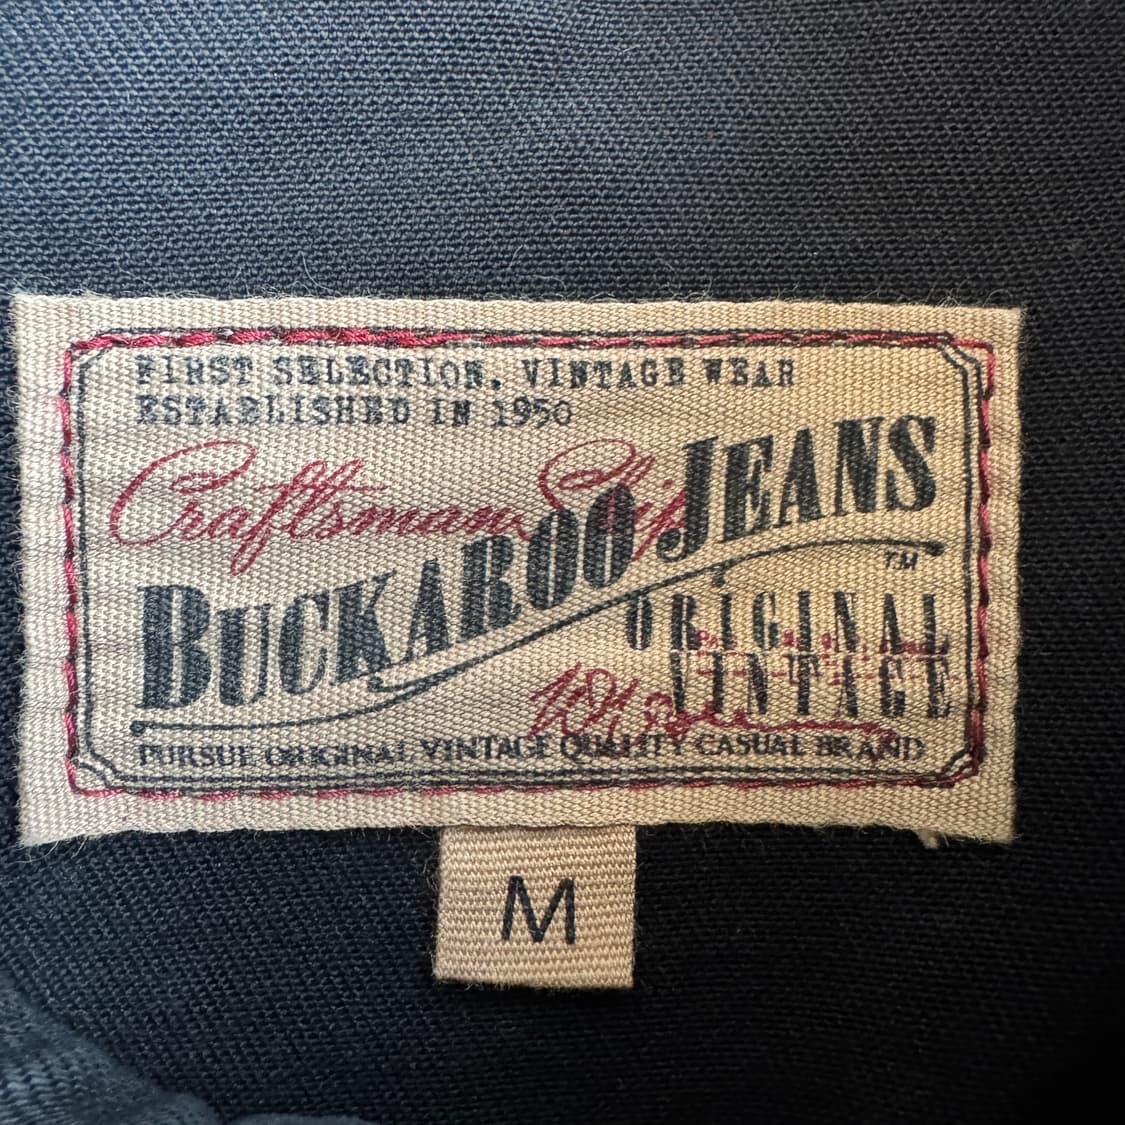 FIRST SELECTION. VINTAGE WEAR
ESTABLISHED IN 1950
Craftsman Ship
BUCKAROO JEANS
TM
ORIGINAL
VINTAGE
PURSUE ORIGINAL VINTAGE QUALITY CASUAL BRAND
M